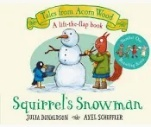 Tales from Acorn Wood
A lift-the-flap book
Squirrel's Snowman
JULIA DONALDSON
AXEL SCHEFFLER